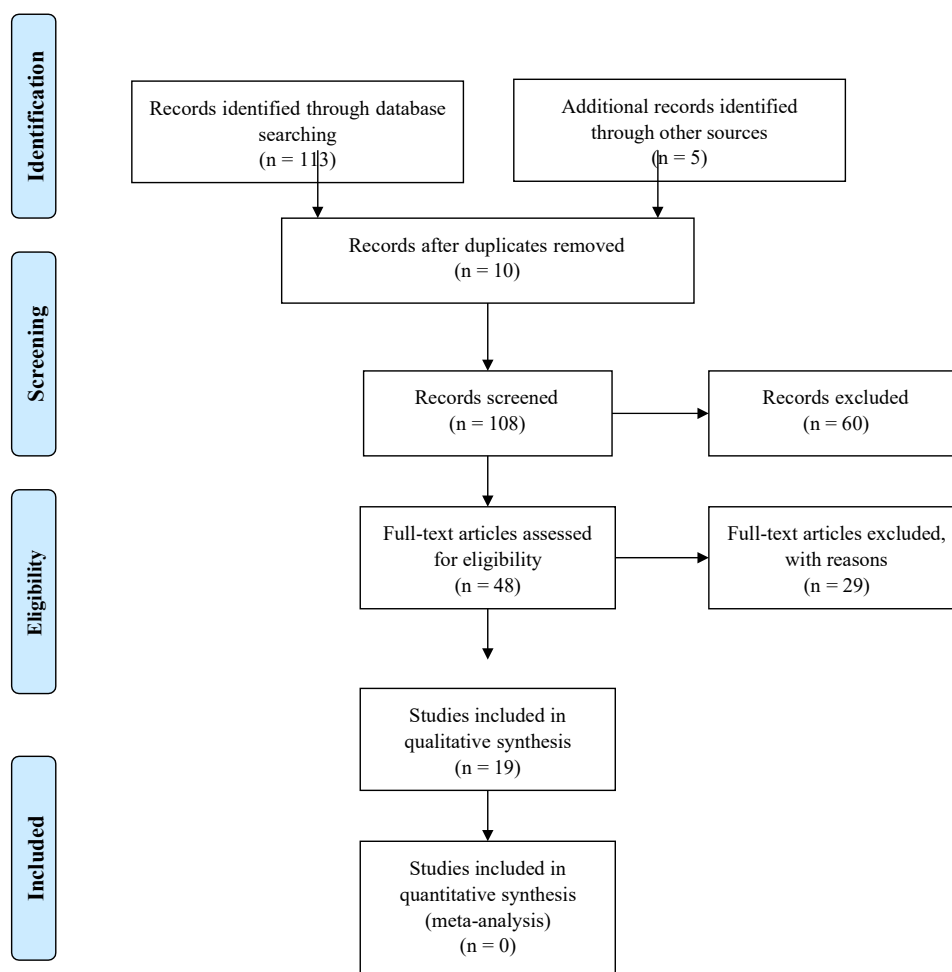 Identification
Records identified through database
searching
(n = 113)
Additional records identified
through other sources
(n = 5)
Records after duplicates removed
(n = 10)
Screening
Records screened
(n = 108)
Records excluded
(n = 60)
Eligibility
Full-text articles assessed
for eligibility
(n = 48)
Full-text articles excluded,
with reasons
(n = 29)
Studies included in
qualitative synthesis
(n = 19)
Included
Studies included in
quantitative synthesis
(meta-analysis)
(n = 0)